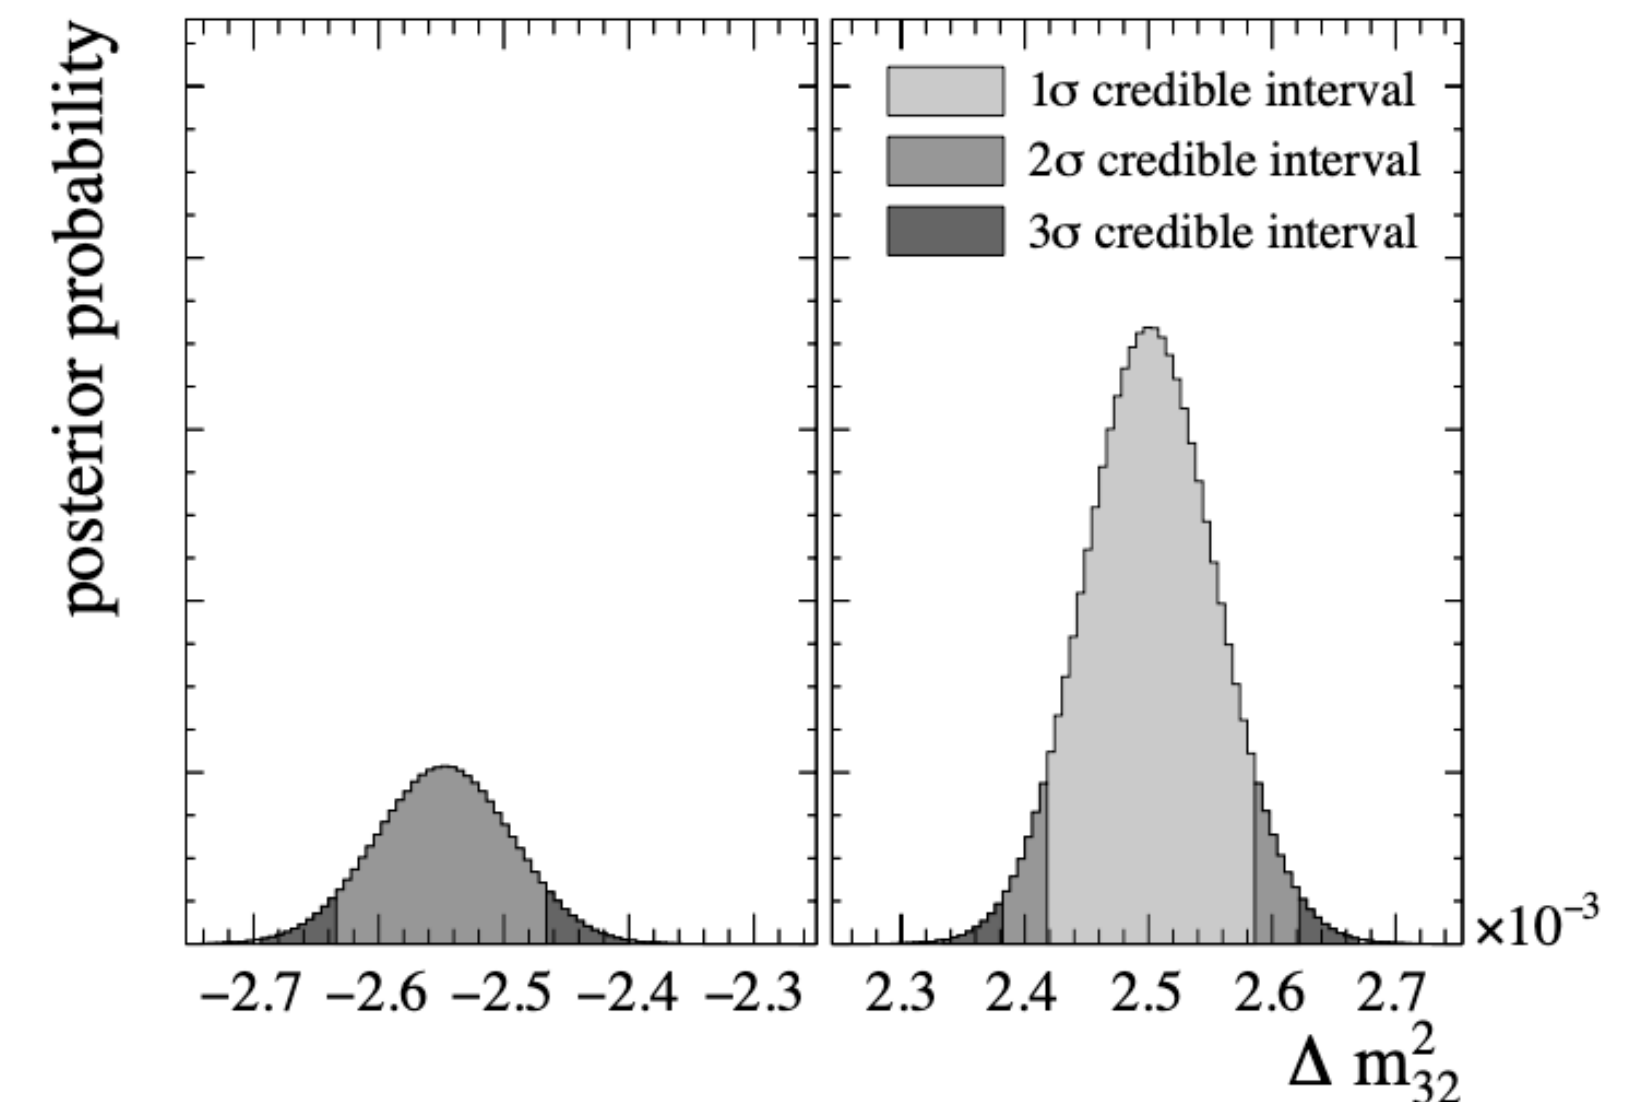 posterior probability
1σ credible interval
2σ credible interval
3σ credible interval
×10⁻³
−2.7 −2.6 −2.5 −2.4 −2.3 2.3 2.4 2.5 2.6 2.7
Δ m²₃₂